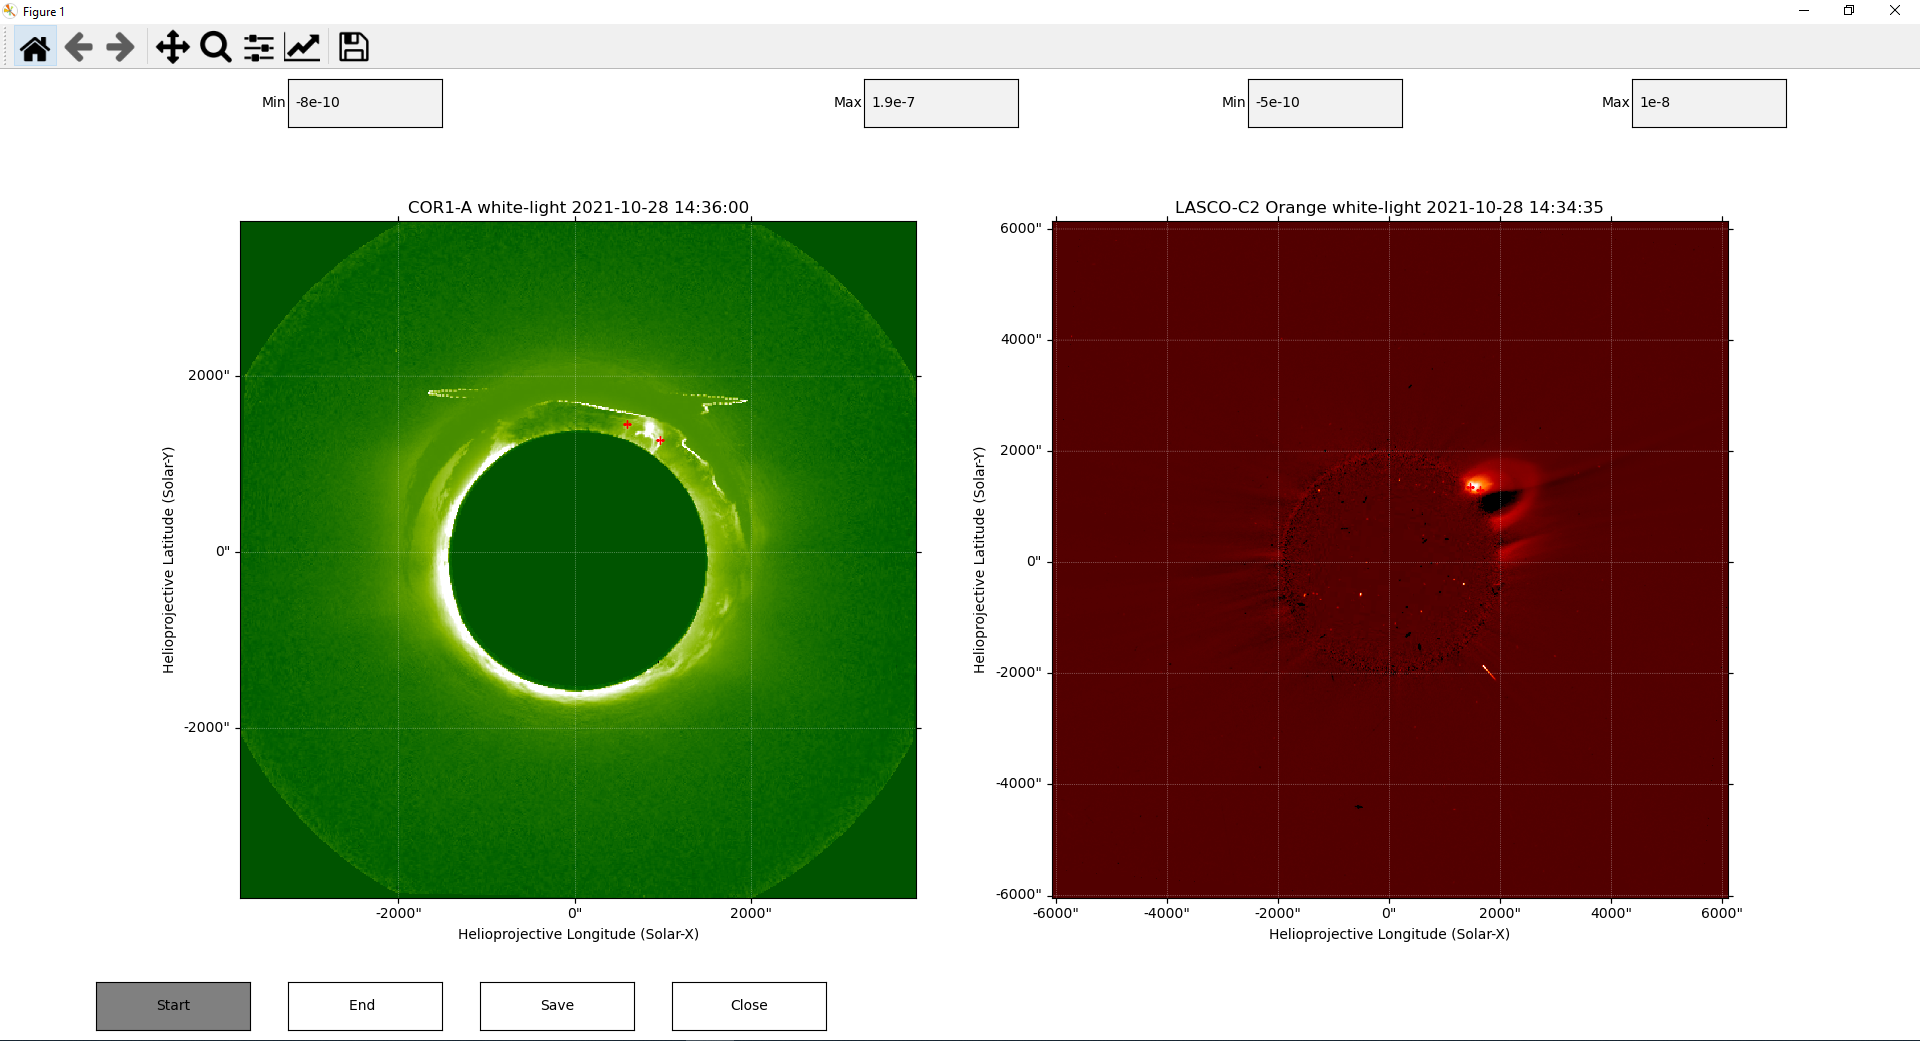 Figure 1
Min -8e-10 Max 1.9e-7 Min -5e-10 Max 1e-8
COR1-A white-light 2021-10-28 14:36:00
2000"
0"
-2000"
Helioprojective Latitude (Solar-Y)
-2000" 0" 2000"
Helioprojective Longitude (Solar-X)
LASCO-C2 Orange white-light 2021-10-28 14:34:35
6000"
4000"
2000"
0"
-2000"
-4000"
-6000"
Helioprojective Latitude (Solar-Y)
-6000" -4000" -2000" 0" 2000" 4000" 6000"
Helioprojective Longitude (Solar-X)
Start End Save Close